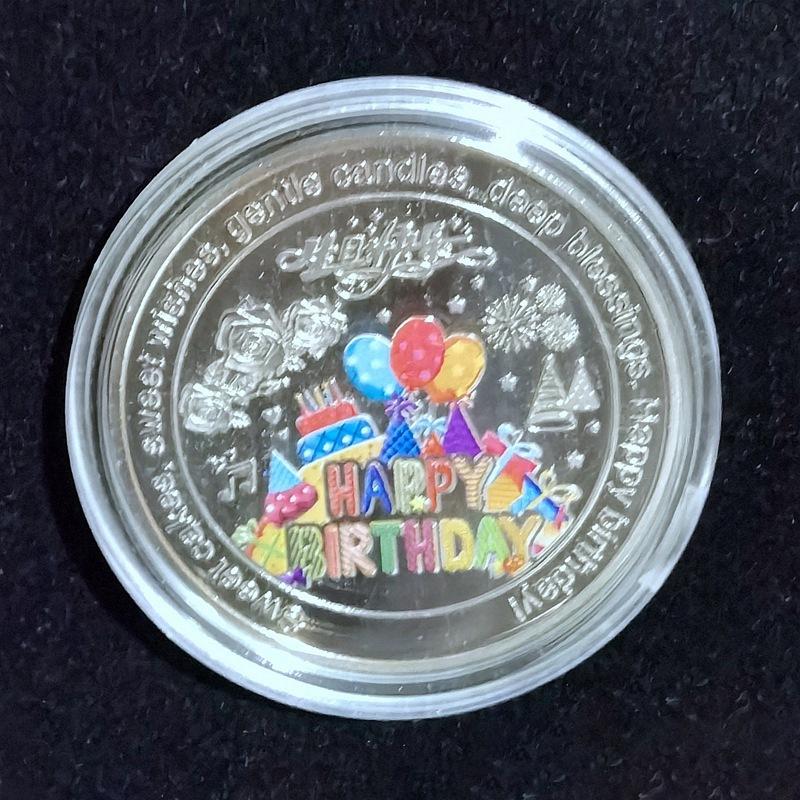 Sweet cakes, sweet wishes, gentle candles, deep blessings. Happy birthday!
HAPPY
BIRTHDAY